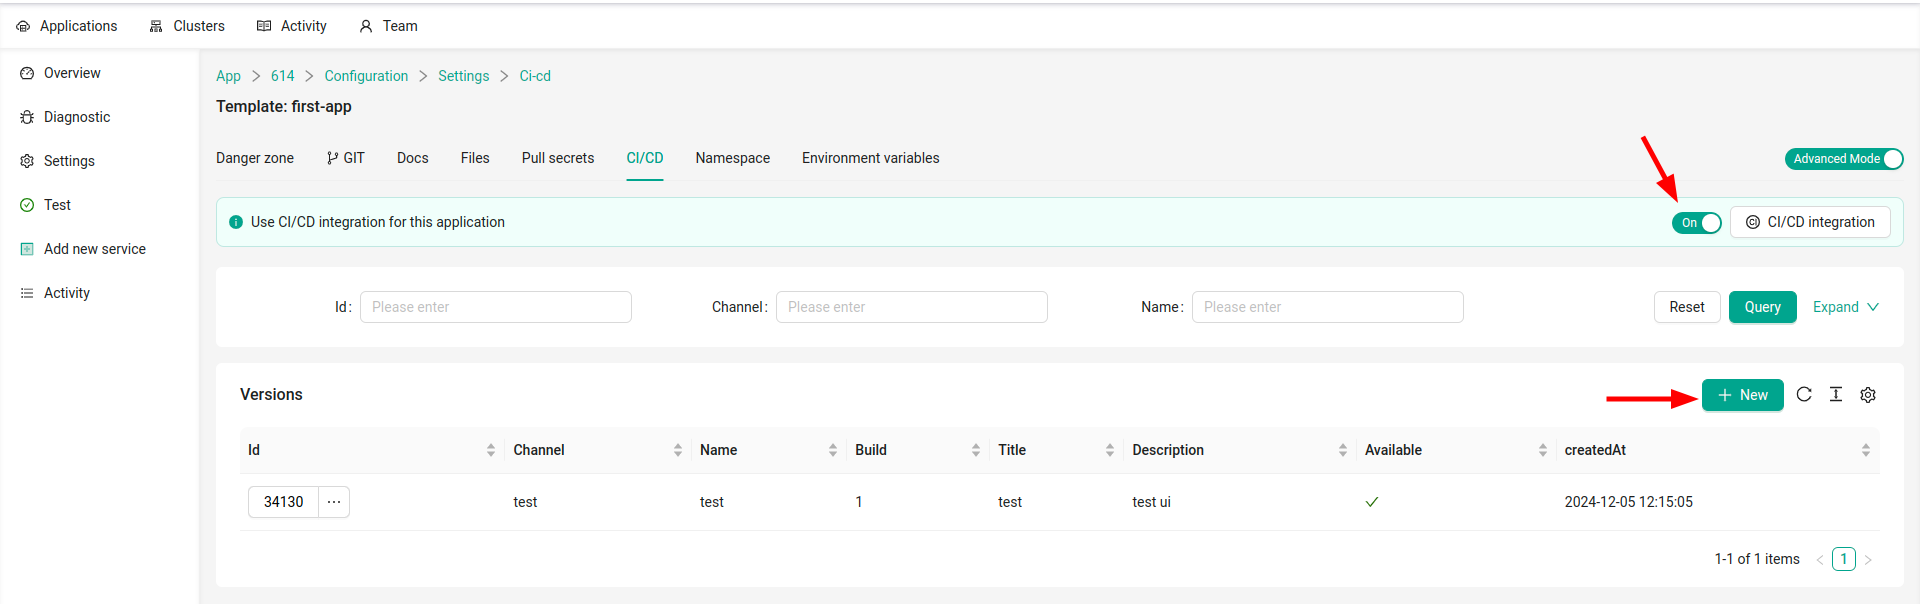 Applications Clusters Activity Team
Overview
Diagnostic
Settings
Test
Add new service
Activity
App > 614 > Configuration > Settings > Ci-cd
Template: first-app
Danger zone GIT Docs Files Pull secrets CI/CD Namespace Environment variables Advanced Mode
Use CI/CD integration for this application On CI/CD integration
Id: Please enter Channel: Please enter Name: Please enter Reset Query Expand
Versions + New
Id Channel Name Build Title Description Available createdAt
34130 ··· test test 1 test test ui 2024-12-05 12:15:05
1-1 of 1 items < 1 >